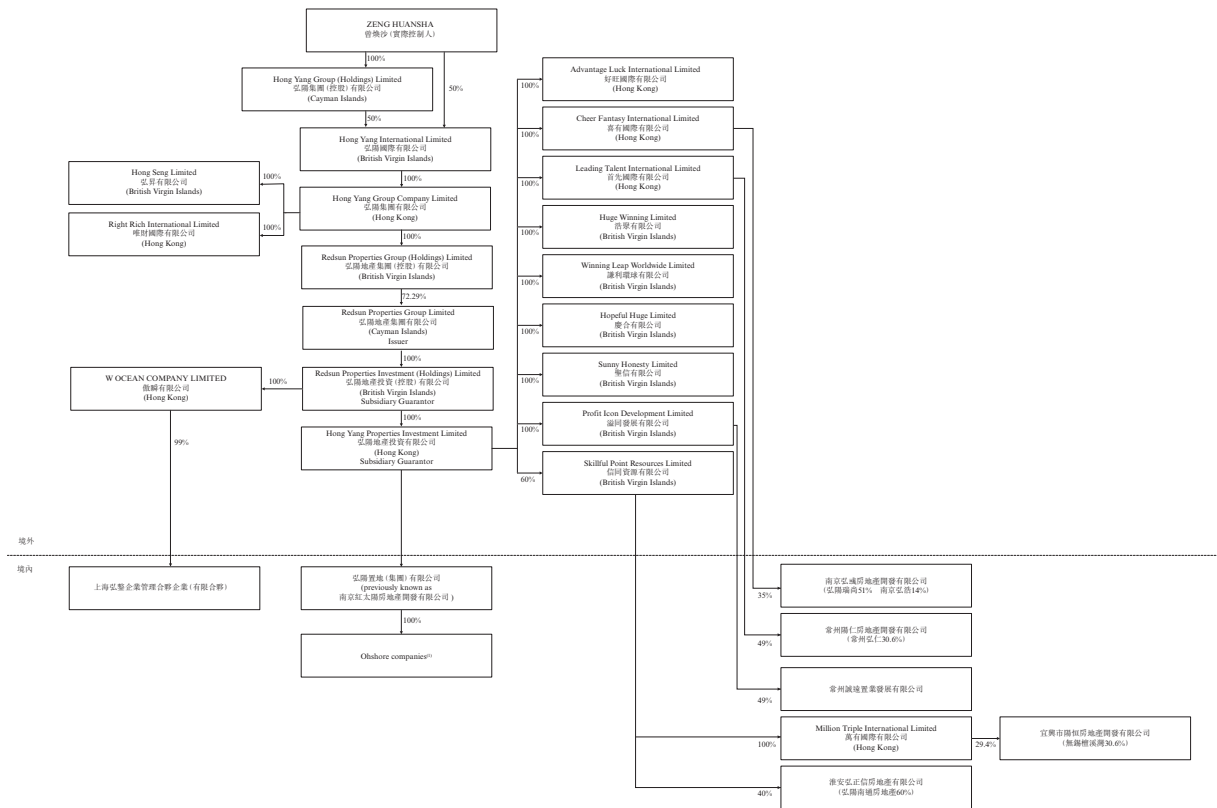 ZENG HUANSHA
曾煥沙 (實際控制人)
100%
Hong Yang Group (Holdings) Limited
弘陽集團 (控股) 有限公司
(Cayman Islands)
50%
50%
Hong Yang International Limited
弘陽國際有限公司
(British Virgin Islands)
100%
Hong Seng Limited
弘昇有限公司
(British Virgin Islands)
100%
Hong Yang Group Company Limited
弘陽集團有限公司
(Hong Kong)
Right Rich International Limited
唯財國際有限公司
(Hong Kong)
100%
100%
Redsun Properties Group (Holdings) Limited
弘陽地產集團 (控股) 有限公司
(British Virgin Islands)
72.29%
Redsun Properties Group Limited
弘陽地產集團有限公司
(Cayman Islands)
Issuer
100%
W OCEAN COMPANY LIMITED
傲瞬有限公司
(Hong Kong)
100%
Redsun Properties Investment (Holdings) Limited
弘陽地產投資 (控股) 有限公司
(British Virgin Islands)
Subsidiary Guarantor
100%
99%
Hong Yang Properties Investment Limited
弘陽地產投資有限公司
(Hong Kong)
Subsidiary Guarantor
100%
Advantage Luck International Limited
好旺國際有限公司
(Hong Kong)
100%
Cheer Fantasy International Limited
喜有國際有限公司
(Hong Kong)
100%
Leading Talent International Limited
首先國際有限公司
(Hong Kong)
100%
Huge Winning Limited
浩眾有限公司
(British Virgin Islands)
100%
Winning Leap Worldwide Limited
謙利環球有限公司
(British Virgin Islands)
100%
Hopeful Huge Limited
慶合有限公司
(British Virgin Islands)
100%
Sunny Honesty Limited
聖信有限公司
(British Virgin Islands)
100%
Profit Icon Development Limited
溢同發展有限公司
(British Virgin Islands)
60%
Skillful Point Resources Limited
信同資源有限公司
(British Virgin Islands)
境外
境內
上海弘鏊企業管理合夥企業 (有限合夥)
弘陽置地 (集團) 有限公司
(previously known as
南京紅太陽房地產開發有限公司)
100%
Ohshore companies(1)
35%
南京弘彧房地產開發有限公司
(弘陽瑞尚51% 南京弘浩14%)
49%
常州陽仁房地產開發有限公司
(常州弘仁30.6%)
49%
常州誠遠置業發展有限公司
100%
Million Triple International Limited
萬有國際有限公司
(Hong Kong)
29.4%
宜興市陽恒房地產開發有限公司
(無錫檀溪灣30.6%)
40%
淮安弘正信房地產有限公司
(弘陽南通房地產60%)